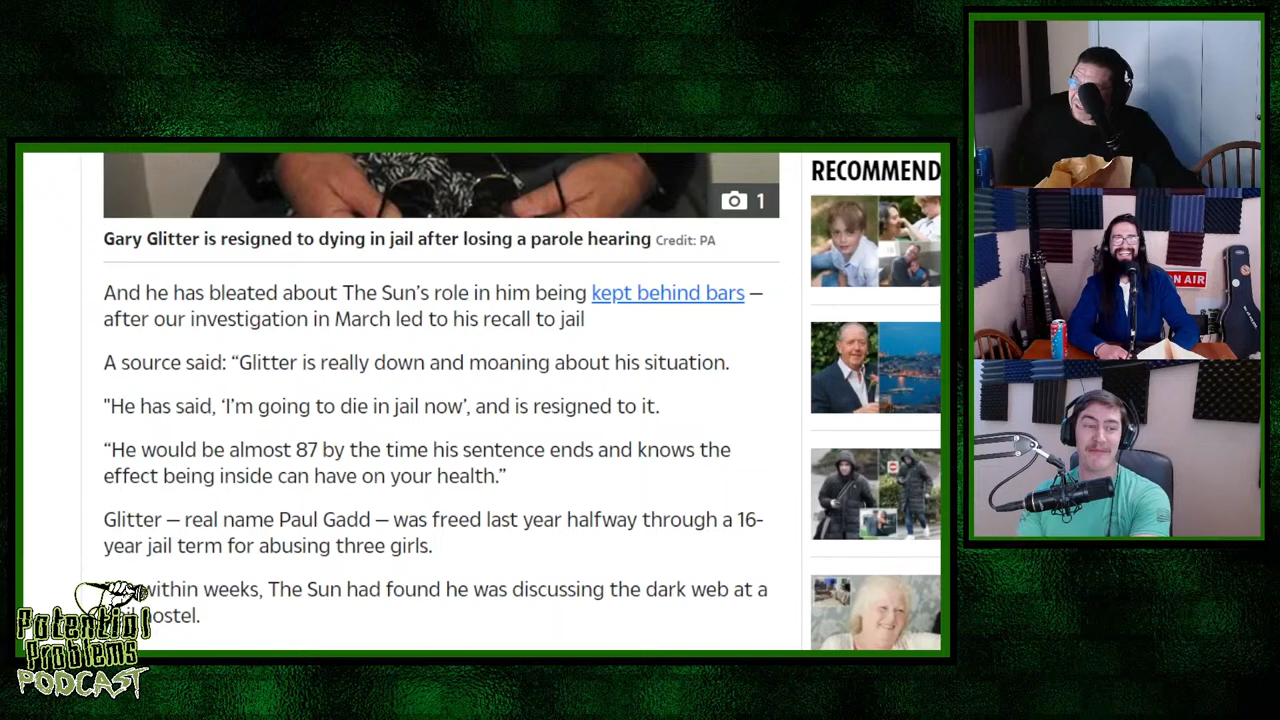 RECOMMEND
1
Gary Glitter is resigned to dying in jail after losing a parole hearing Credit: PA
And he has bleated about The Sun's role in him being kept behind bars –
after our investigation in March led to his recall to jail
A source said: “Glitter is really down and moaning about his situation.
"He has said, ‘I’m going to die in jail now’, and is resigned to it.
“He would be almost 87 by the time his sentence ends and knows the
effect being inside can have on your health.”
Glitter – real name Paul Gadd – was freed last year halfway through a 16-
year jail term for abusing three girls.
within weeks, The Sun had found he was discussing the dark web at a
ostel.
Potential
Problems
PODCAST
ON AIR